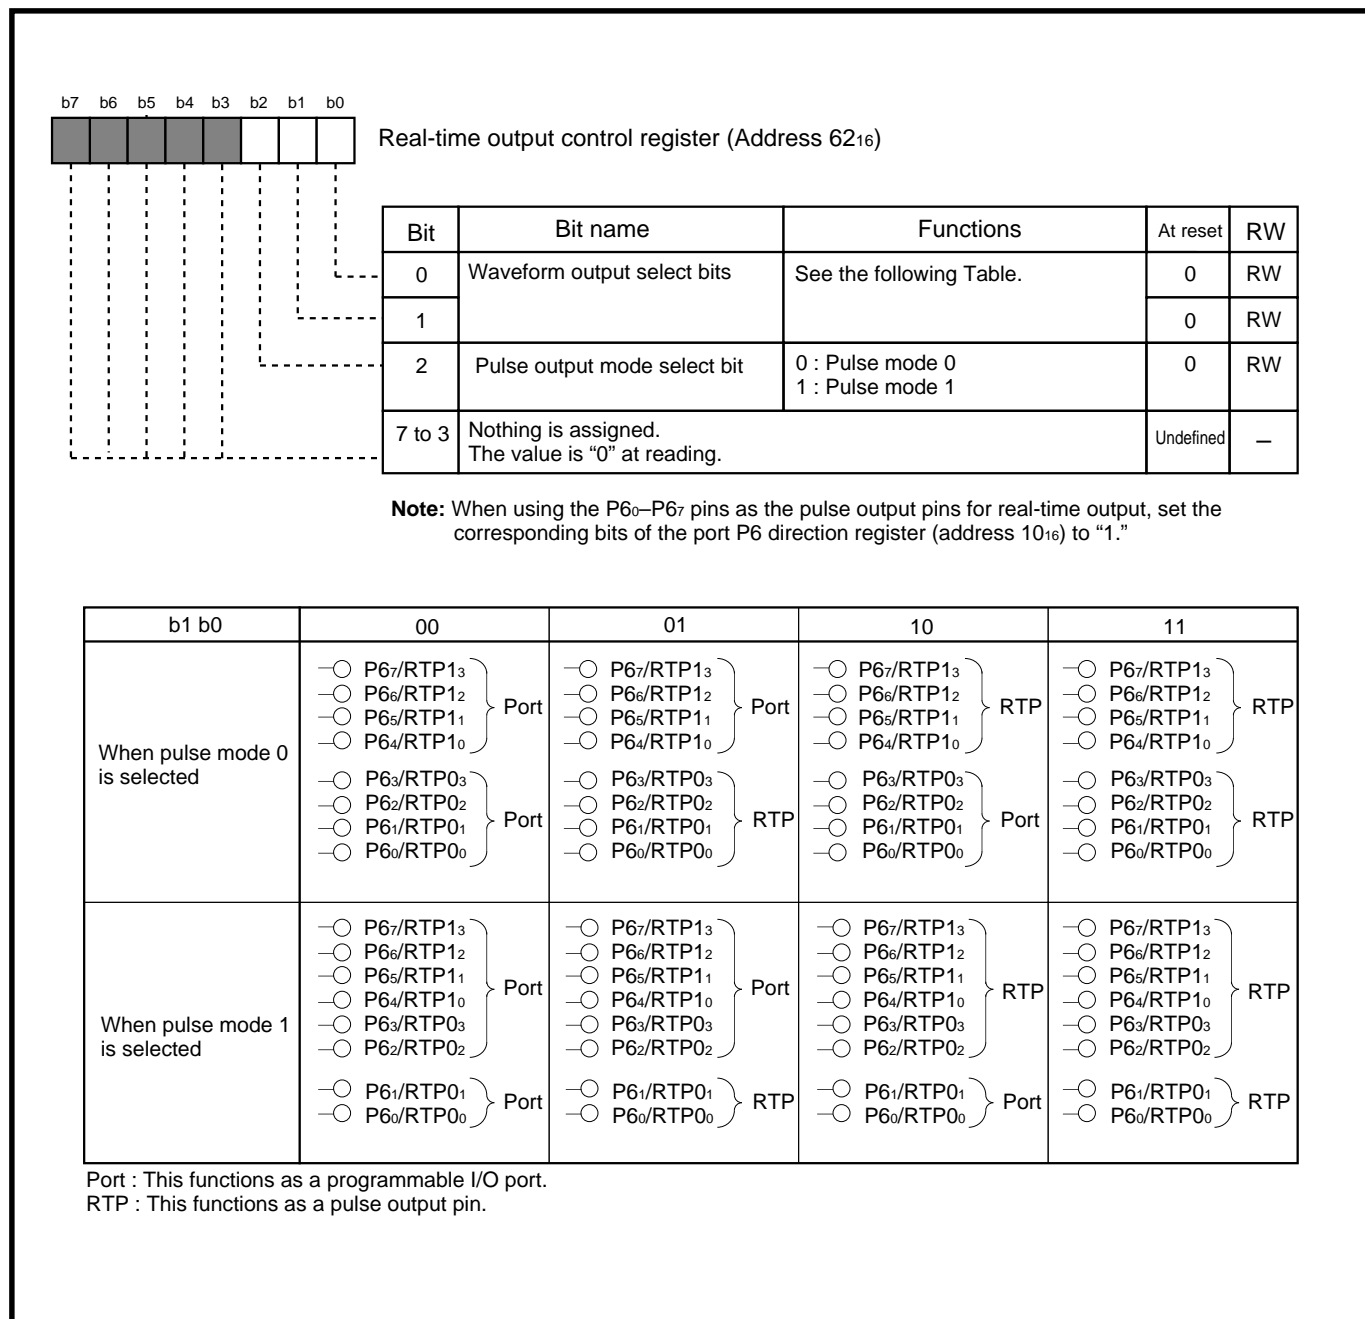 b7 b6 b5 b4 b3 b2 b1 b0
Real-time output control register (Address 62₁₆)
Bit Bit name Functions At reset RW
0 Waveform output select bits See the following Table. 0 RW
1 0 RW
2 Pulse output mode select bit 0 : Pulse mode 0 0 RW
1 : Pulse mode 1
7 to 3 Nothing is assigned. Undefined –
The value is “0” at reading.
Note: When using the P6₀–P6₇ pins as the pulse output pins for real-time output, set the
corresponding bits of the port P6 direction register (address 10₁₆) to “1.”
b1 b0 00 01 10 11
When pulse mode 0
is selected
P6₇/RTP1₃ P6₇/RTP1₃ P6₇/RTP1₃ P6₇/RTP1₃
P6₆/RTP1₂ P6₆/RTP1₂ P6₆/RTP1₂ P6₆/RTP1₂
Port Port RTP RTP
P6₅/RTP1₁ P6₅/RTP1₁ P6₅/RTP1₁ P6₅/RTP1₁
P6₄/RTP1₀ P6₄/RTP1₀ P6₄/RTP1₀ P6₄/RTP1₀
P6₃/RTP0₃ P6₃/RTP0₃ P6₃/RTP0₃ P6₃/RTP0₃
P6₂/RTP0₂ P6₂/RTP0₂ P6₂/RTP0₂ P6₂/RTP0₂
Port RTP Port RTP
P6₁/RTP0₁ P6₁/RTP0₁ P6₁/RTP0₁ P6₁/RTP0₁
P6₀/RTP0₀ P6₀/RTP0₀ P6₀/RTP0₀ P6₀/RTP0₀
When pulse mode 1
is selected
P6₇/RTP1₃ P6₇/RTP1₃ P6₇/RTP1₃ P6₇/RTP1₃
P6₆/RTP1₂ P6₆/RTP1₂ P6₆/RTP1₂ P6₆/RTP1₂
P6₅/RTP1₁ P6₅/RTP1₁ P6₅/RTP1₁ P6₅/RTP1₁
Port Port RTP RTP
P6₄/RTP1₀ P6₄/RTP1₀ P6₄/RTP1₀ P6₄/RTP1₀
P6₃/RTP0₃ P6₃/RTP0₃ P6₃/RTP0₃ P6₃/RTP0₃
P6₂/RTP0₂ P6₂/RTP0₂ P6₂/RTP0₂ P6₂/RTP0₂
P6₁/RTP0₁ P6₁/RTP0₁ P6₁/RTP0₁ P6₁/RTP0₁
Port RTP Port RTP
P6₀/RTP0₀ P6₀/RTP0₀ P6₀/RTP0₀ P6₀/RTP0₀
Port : This functions as a programmable I/O port.
RTP : This functions as a pulse output pin.